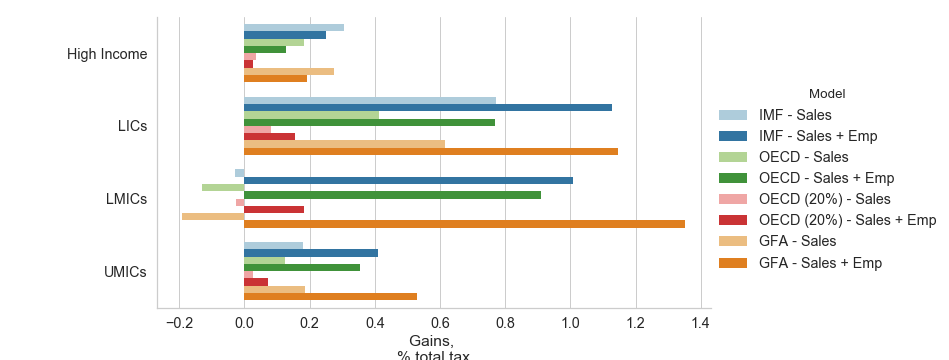 High Income
LICs
LMICs
UMICs
−0.2 0.0 0.2 0.4 0.6 0.8 1.0 1.2 1.4
Gains,
% total tax
Model
IMF - Sales
IMF - Sales + Emp
OECD - Sales
OECD - Sales + Emp
OECD (20%) - Sales
OECD (20%) - Sales + Emp
GFA - Sales
GFA - Sales + Emp